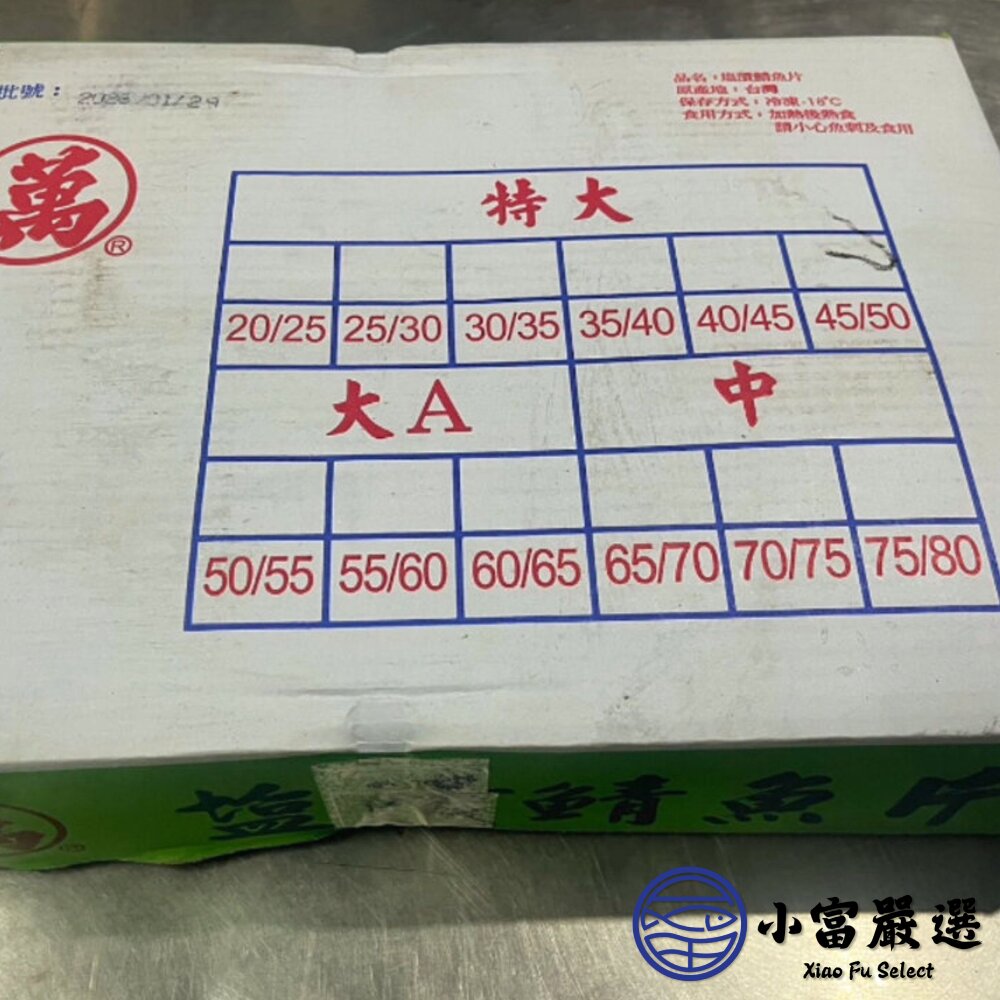 批號：
品名：塩漬鯖魚片
原產地：台灣
保存方式：冷凍-18°C
食用方式：加熱後熟食
請小心魚刺及食用
萬®
特大
20/25 25/30 30/35 35/40 40/45 45/50
大A 中
50/55 55/60 60/65 65/70 70/75 75/80
塩 鯖魚片
小富嚴選
Xiao Fu Select